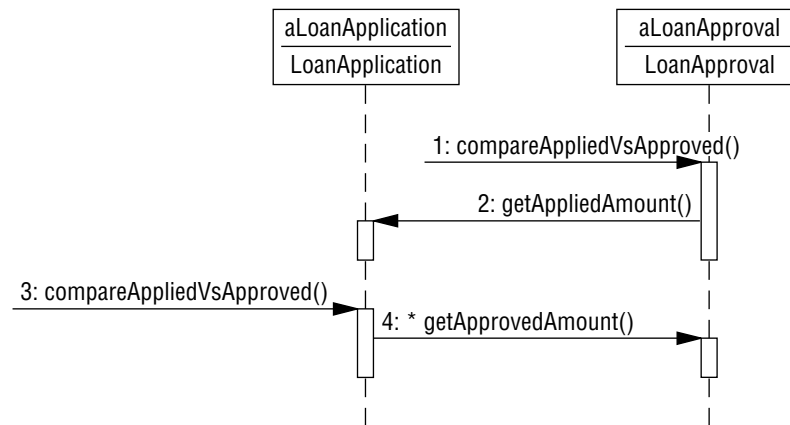 aLoanApplication
LoanApplication
aLoanApproval
LoanApproval
1: compareAppliedVsApproved()
2: getAppliedAmount()
3: compareAppliedVsApproved()
4: * getApprovedAmount()